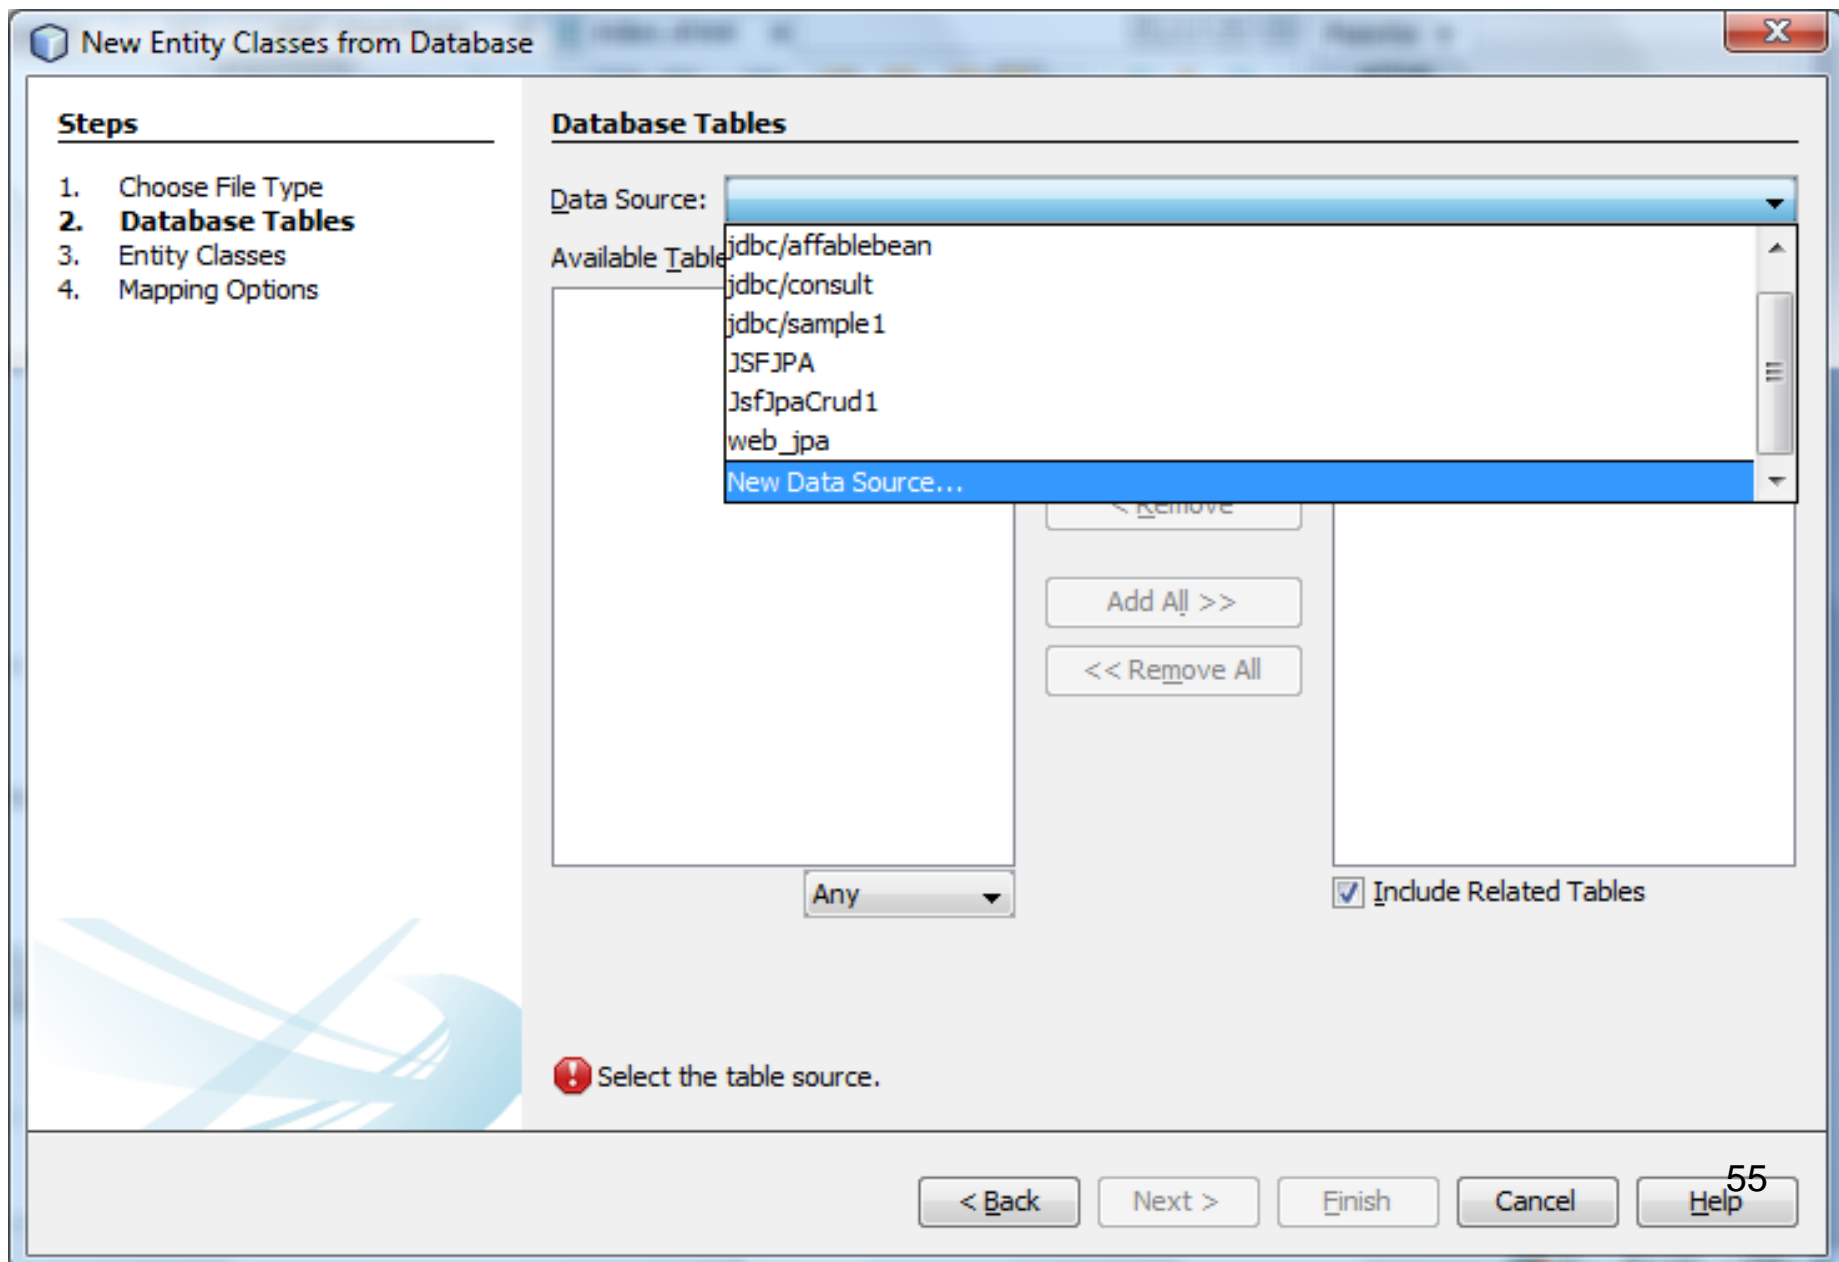 New Entity Classes from Database
X
Steps
1. Choose File Type
2. Database Tables
3. Entity Classes
4. Mapping Options
Database Tables
Data Source:
jdbc/affablebean
jdbc/consult
jdbc/sample1
JSFJPA
JsfJpaCrud1
web_jpa
New Data Source...
Available Table
< Remove
Add All >>
<< Remove All
Any
Include Related Tables
Select the table source.
< Back
Next >
Finish
Cancel
Help
55